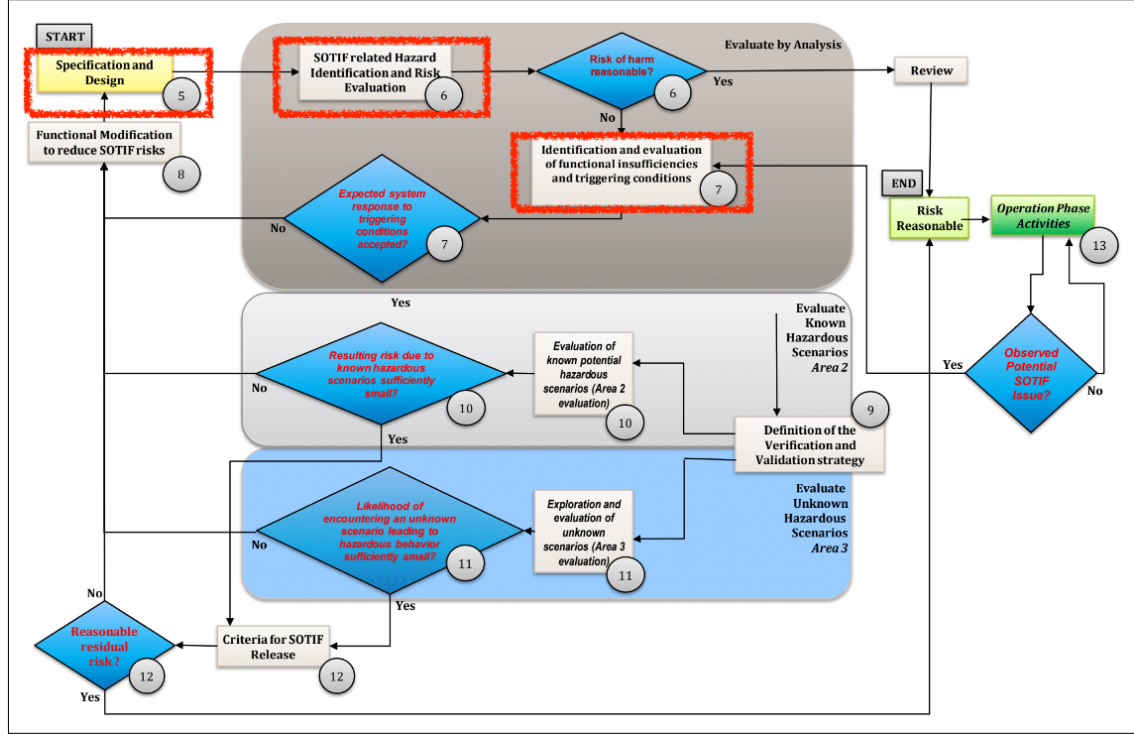 START
Specification and
Design
5
SOTIF related Hazard
Identification and Risk
Evaluation
6
Risk of harm
reasonable?
6
Yes
No
Evaluate by Analysis
Review
Functional Modification
to reduce SOTIF risks
8
Identification and evaluation
of functional insufficiencies
and triggering conditions
7
Expected system
response to
triggering
conditions
accepted?
7
No
Yes
END
Risk
Reasonable
Operation Phase
Activities
13
Observed
Potential
SOTIF
Issue?
Yes
No
Evaluate
Known
Hazardous
Scenarios
Area 2
Resulting risk due to
known hazardous
scenarios sufficiently
small?
10
No
Yes
Evaluation of
known potential
hazardous
scenarios (Area 2
evaluation)
10
9
Definition of the
Verification and
Validation strategy
Evaluate
Unknown
Hazardous
Scenarios
Area 3
Likelihood of
encountering an unknown
scenario leading to
hazardous behavior
sufficiently small?
11
No
Yes
Exploration and
evaluation of
unknown
scenarios (Area 3
evaluation)
11
No
Reasonable
residual
risk?
12
Yes
Criteria for SOTIF
Release
12